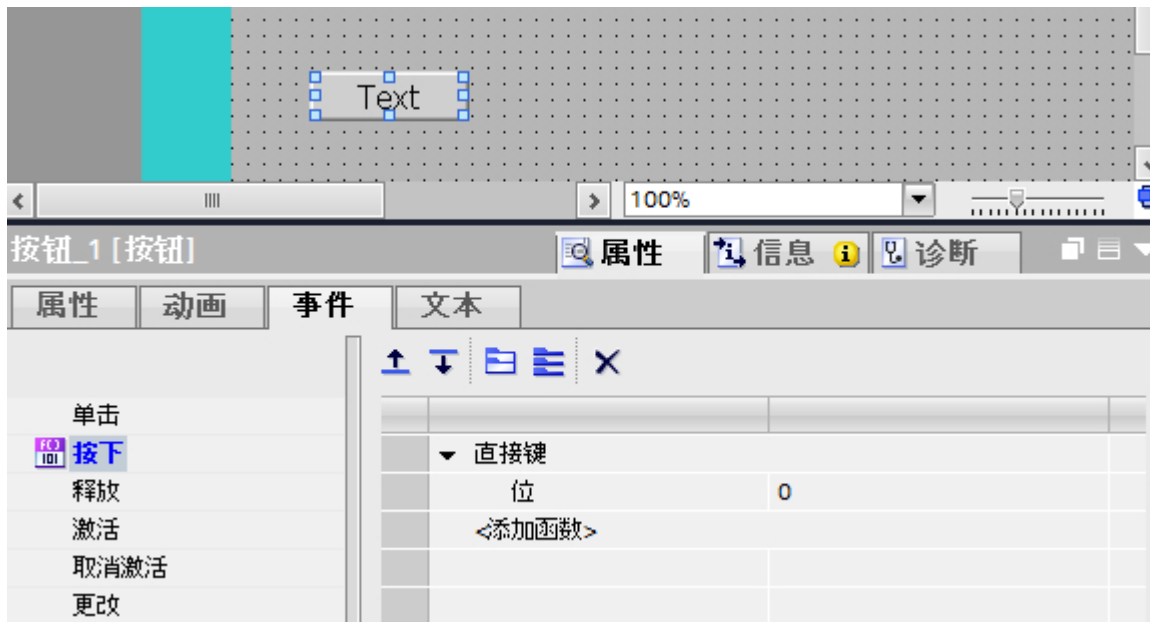 Text
100%
按钮_1 [按钮]
属性 信息 诊断
属性 动画 事件 文本
单击
按下 直接键
释放 位 0
激活 <添加函数>
取消激活
更改